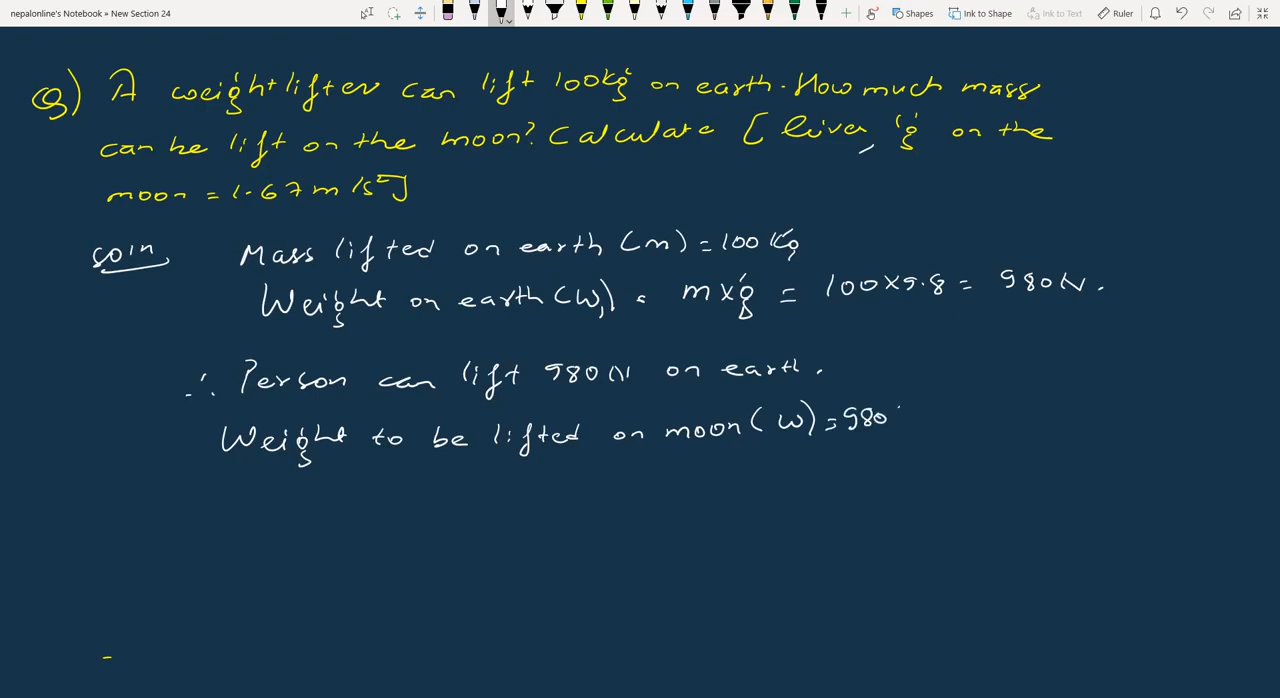 nepalonline's Notebook » New Section 24
Shapes Ink to Shape Ink to Text Ruler
Q) A weightlifter can lift 100kg on earth. How much mass
can be lift on the moon? Calculate [Given, 'g' on the
moon = 1.67 m/s²]
Soln
Mass lifted on earth (m) = 100 Kg
Weight on earth (W₁) = m×g = 100×9.8 = 980N.
∴ Person can lift 980N on earth.
Weight to be lifted on moon (W) = 980